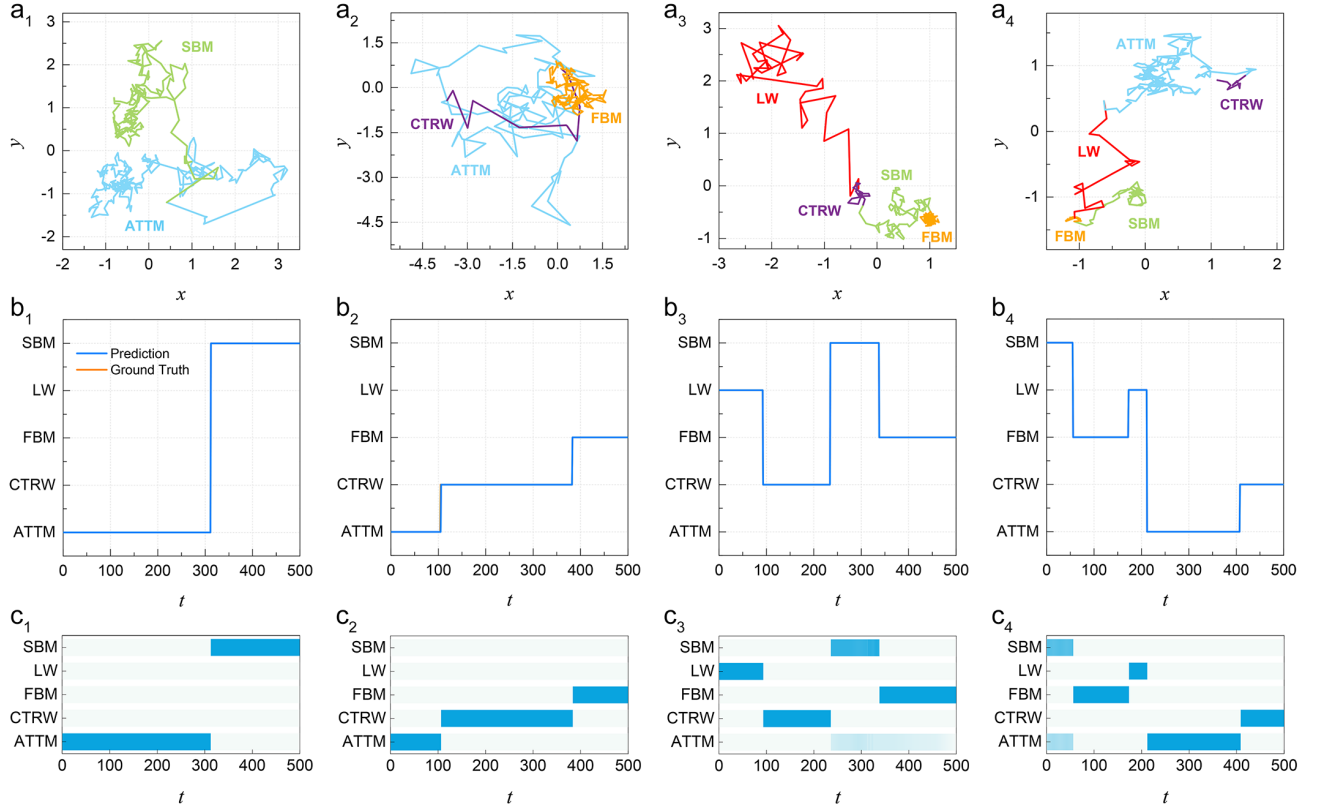 a1
3
2
1
0
-1
-2
-2 -1 0 1 2 3
y
x
SBM
ATTM
a2
1.5
0.0
-1.5
-3.0
-4.5
-4.5 -3.0 -1.5 0.0 1.5
y
x
CTRW
FBM
ATTM
a3
3
2
1
0
-1
-3 -2 -1 0 1
y
x
LW
SBM
CTRW
FBM
a4
1
0
-1
-1 0 1 2
y
x
ATTM
CTRW
LW
FBM
SBM
b1
SBM
LW
FBM
CTRW
ATTM
Prediction
Ground Truth
0 100 200 300 400 500
t
b2
SBM
LW
FBM
CTRW
ATTM
0 100 200 300 400 500
t
b3
SBM
LW
FBM
CTRW
ATTM
0 100 200 300 400 500
t
b4
SBM
LW
FBM
CTRW
ATTM
0 100 200 300 400 500
t
c1
SBM
LW
FBM
CTRW
ATTM
0 100 200 300 400 500
t
c2
SBM
LW
FBM
CTRW
ATTM
0 100 200 300 400 500
t
c3
SBM
LW
FBM
CTRW
ATTM
0 100 200 300 400 500
t
c4
SBM
LW
FBM
CTRW
ATTM
0 100 200 300 400 500
t